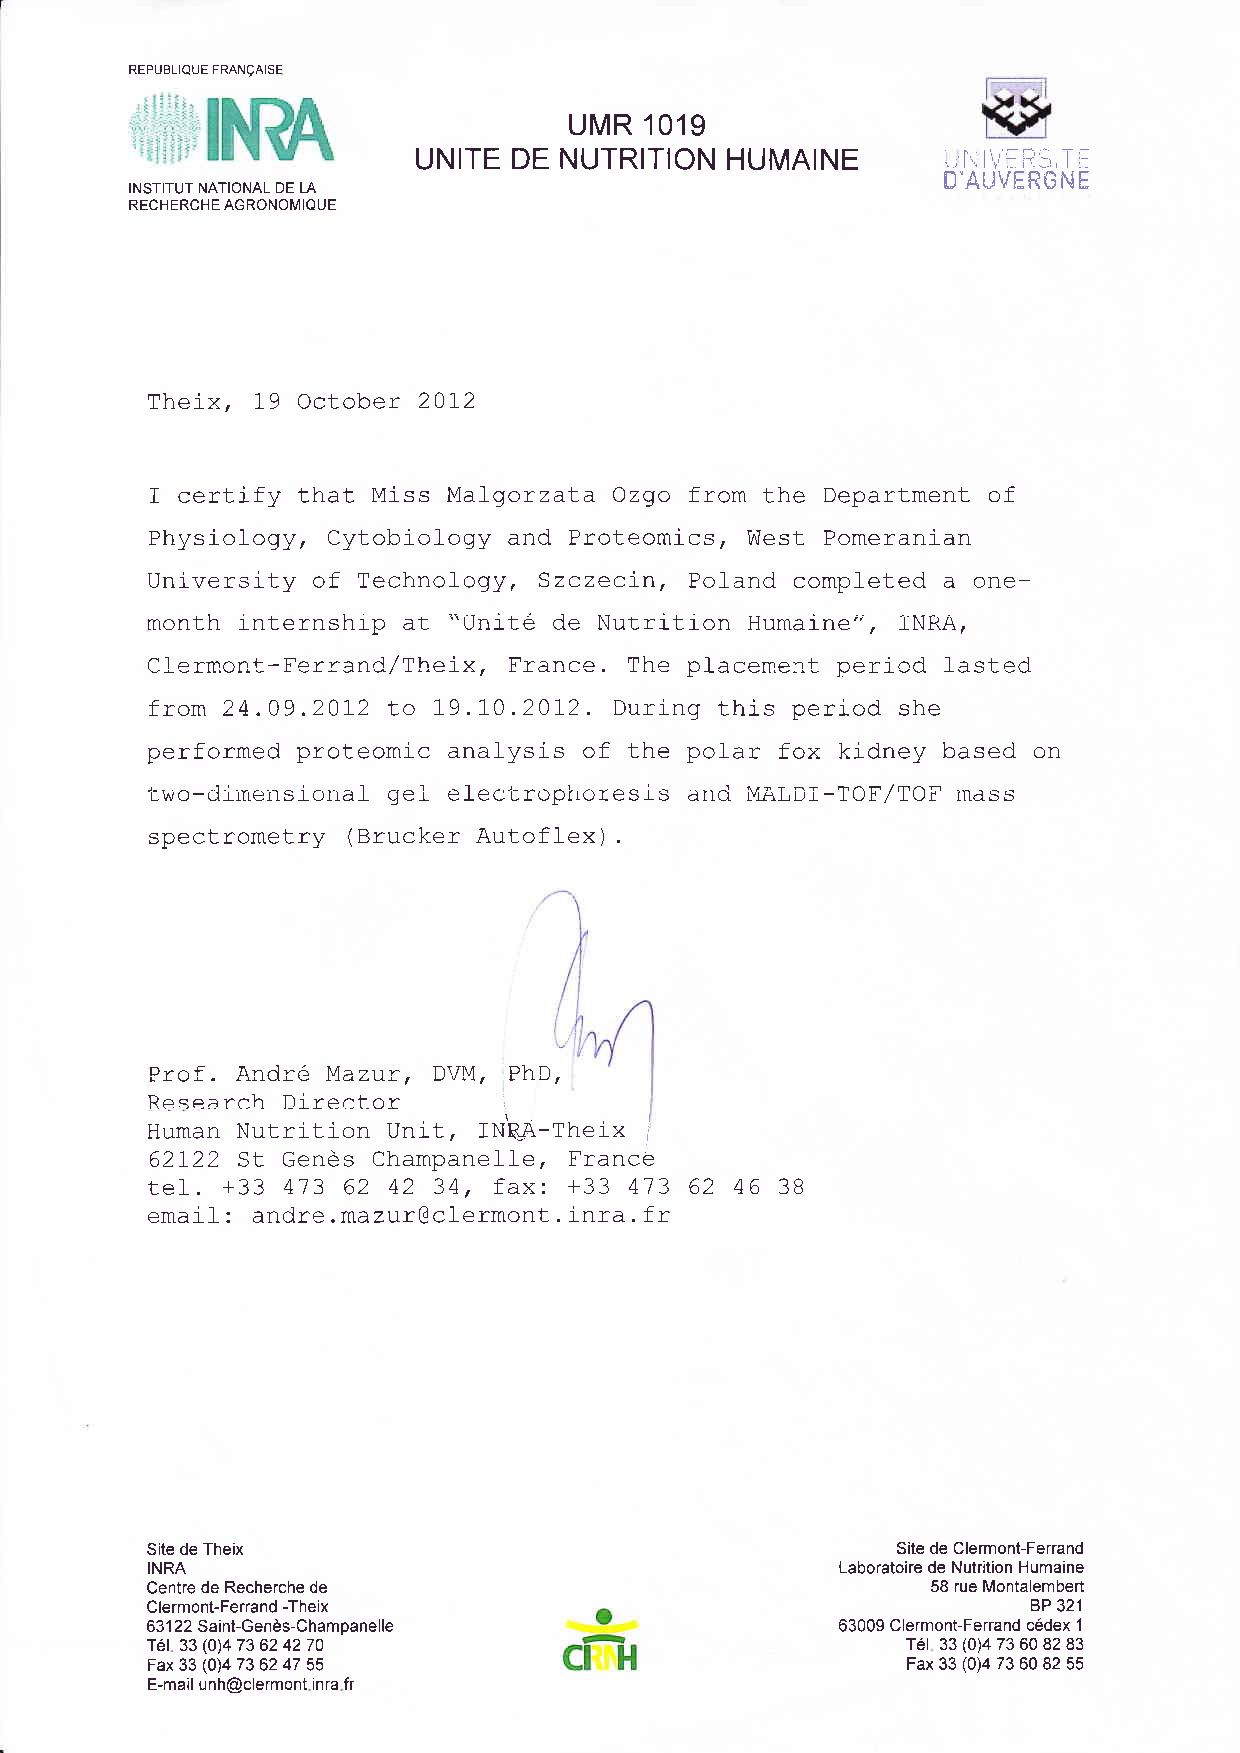 REPUBLIQUE FRANÇAISE
INRA
INSTITUT NATIONAL DE LA
RECHERCHE AGRONOMIQUE
UMR 1019
UNITE DE NUTRITION HUMAINE
UNIVERSITE
D'AUVERGNE
Theix, 19 October 2012
I certify that Miss Malgorzata Ozgo from the Department of
Physiology, Cytobiology and Proteomics, West Pomeranian
University of Technology, Szczecin, Poland completed a one-
month internship at "Unité de Nutrition Humaine", INRA,
Clermont-Ferrand/Theix, France. The placement period lasted
from 24.09.2012 to 19.10.2012. During this period she
performed proteomic analysis of the polar fox kidney based on
two-dimensional gel electrophoresis and MALDI-TOF/TOF mass
spectrometry (Brucker Autoflex).
Prof. André Mazur, DVM, PhD,
Research Director
Human Nutrition Unit, INRA-Theix
62122 St Genès Champanelle, France
tel. +33 473 62 42 34, fax: +33 473 62 46 38
email: andre.mazur@clermont.inra.fr
Site de Theix
INRA
Centre de Recherche de
Clermont-Ferrand -Theix
63122 Saint-Genès-Champanelle
Tél. 33 (0)4 73 62 42 70
Fax 33 (0)4 73 62 47 55
E-mail unh@clermont.inra.fr
CRNH
Site de Clermont-Ferrand
Laboratoire de Nutrition Humaine
58 rue Montalembert
BP 321
63009 Clermont-Ferrand cédex 1
Tél. 33 (0)4 73 60 82 83
Fax 33 (0)4 73 60 82 55